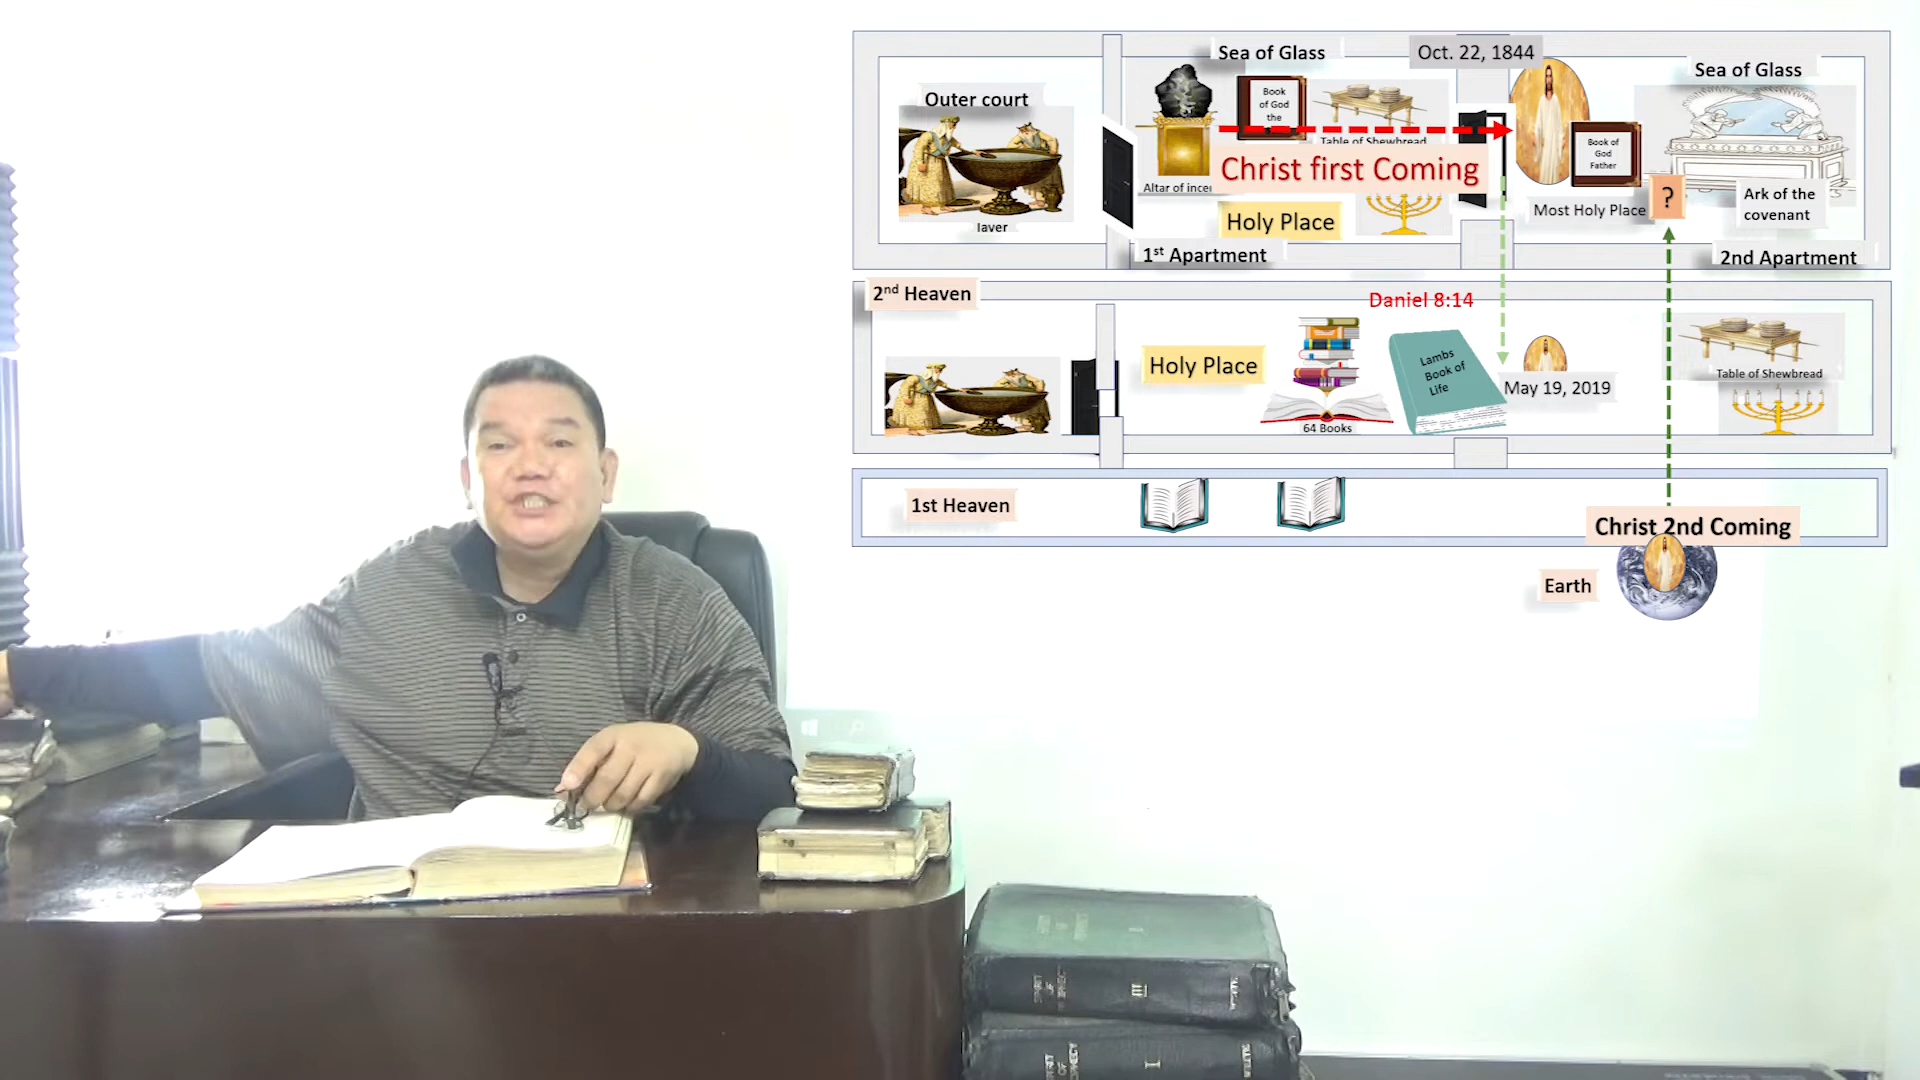 Sea of Glass
Oct. 22, 1844
Sea of Glass
Outer court
Book
of God
the
Table of Shewbread
Christ first Coming
Book of
God
Father
Altar of incen
Ark of the
covenant
Most Holy Place
?
Holy Place
laver
1st Apartment
2nd Apartment
2nd Heaven
Daniel 8:14
Holy Place
Lambs
Book of
Life
May 19, 2019
Table of Shewbread
64 Books
1st Heaven
Christ 2nd Coming
Earth
III
I